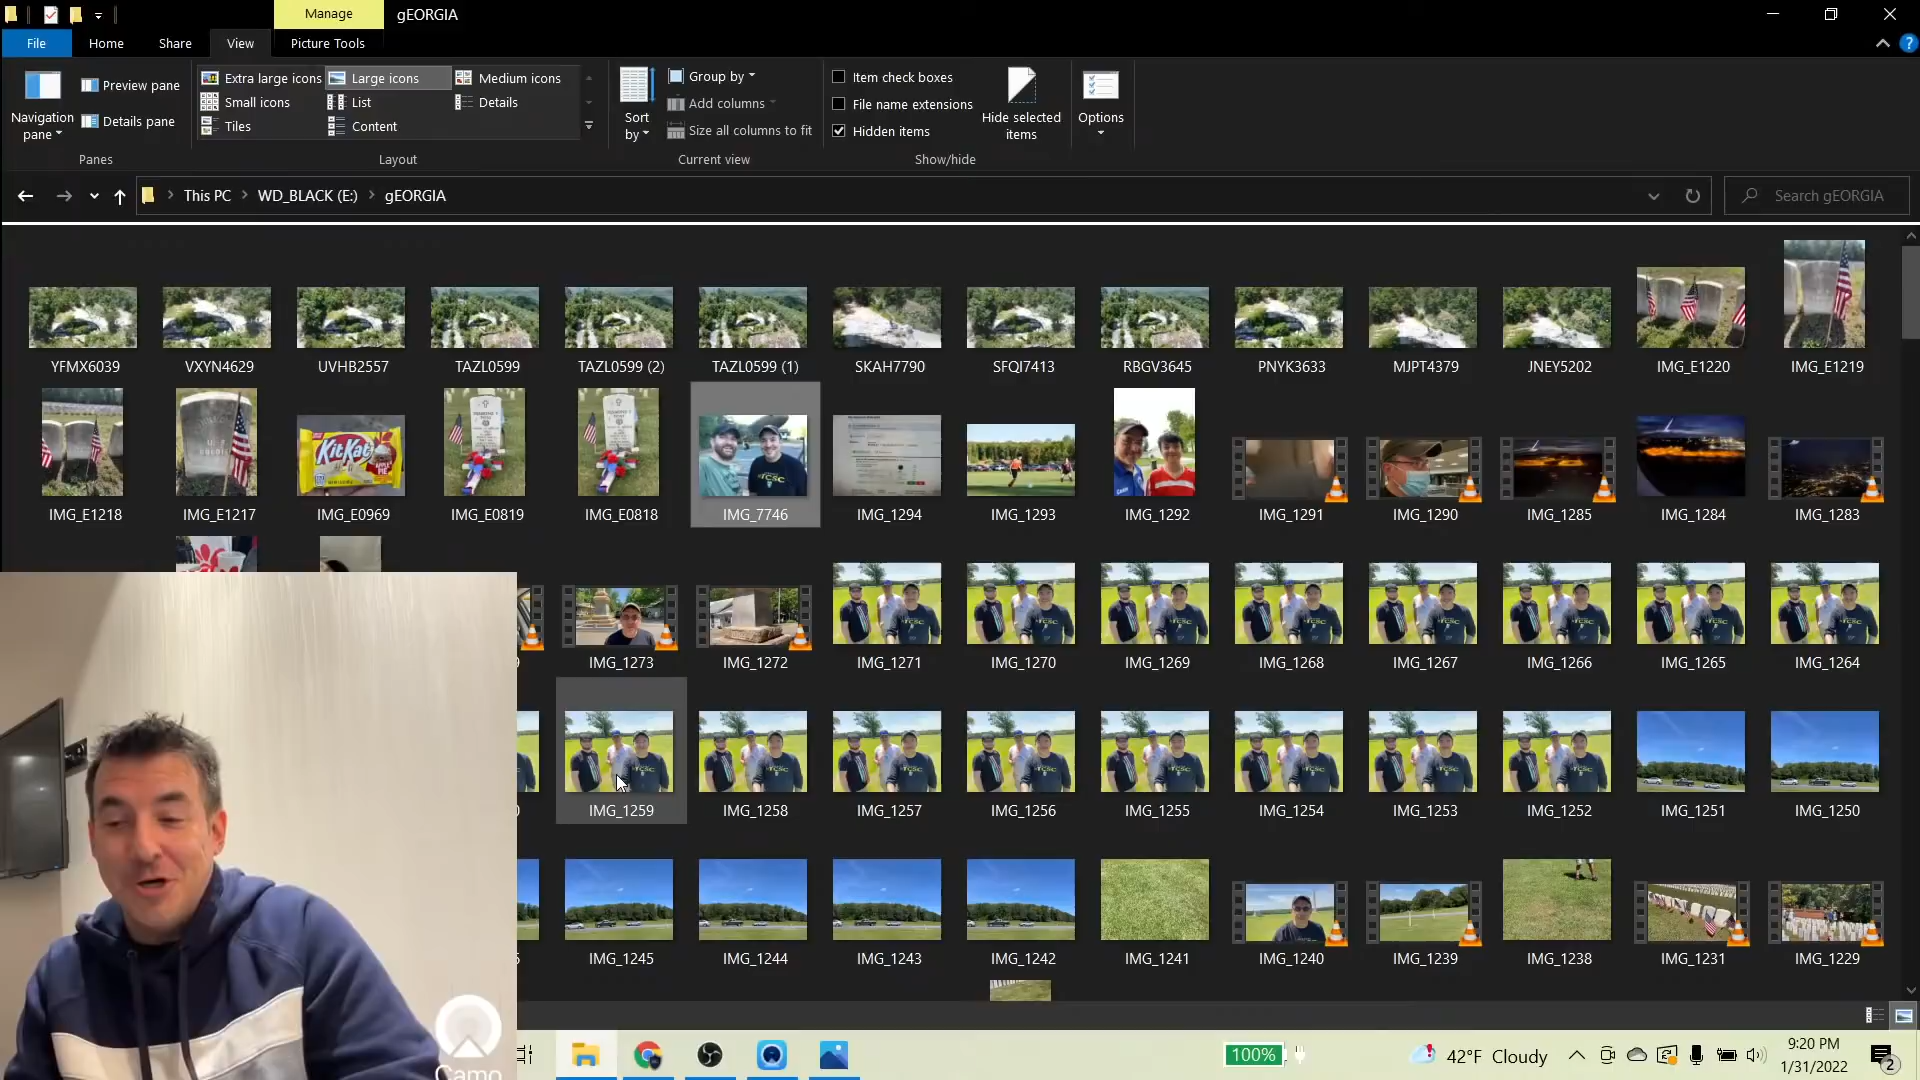 Manage gEORGIA
File Home Share View Picture Tools
Navigation pane
Preview pane
Details pane
Panes
Extra large icons Large icons Medium icons
Small icons List Details
Tiles Content
Layout
Sort by
Group by
Add columns
Size all columns to fit
Current view
Item check boxes
File name extensions
Hidden items
Hide selected items
Show/hide
Options
This PC WD_BLACK (E:) gEORGIA Search gEORGIA
YFMX6039 VXYN4629 UVHB2557 TAZL0599 TAZL0599 (2) TAZL0599 (1) SKAH7790 SFQI7413 RBGV3645 PNYK3633 MJPT4379 JNEY5202 IMG_E1220 IMG_E1219
KitKat
IMG_E1218 IMG_E1217 IMG_E0969 IMG_E0819 IMG_E0818 IMG_7746 IMG_1294 IMG_1293 IMG_1292 IMG_1291 IMG_1290 IMG_1285 IMG_1284 IMG_1283
IMG_1273 IMG_1272 IMG_1271 IMG_1270 IMG_1269 IMG_1268 IMG_1267 IMG_1266 IMG_1265 IMG_1264
IMG_1259 IMG_1258 IMG_1257 IMG_1256 IMG_1255 IMG_1254 IMG_1253 IMG_1252 IMG_1251 IMG_1250
IMG_1245 IMG_1244 IMG_1243 IMG_1242 IMG_1241 IMG_1240 IMG_1239 IMG_1238 IMG_1231 IMG_1229
Camo
100% 42°F Cloudy 9:20 PM
1/31/2022 2